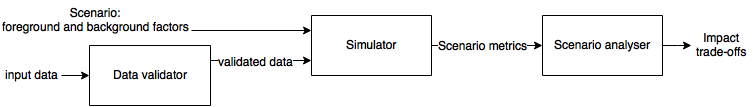 Scenario:
foreground and background factors
input data
Data validator
validated data
Simulator
Scenario metrics
Scenario analyser
Impact
trade-offs